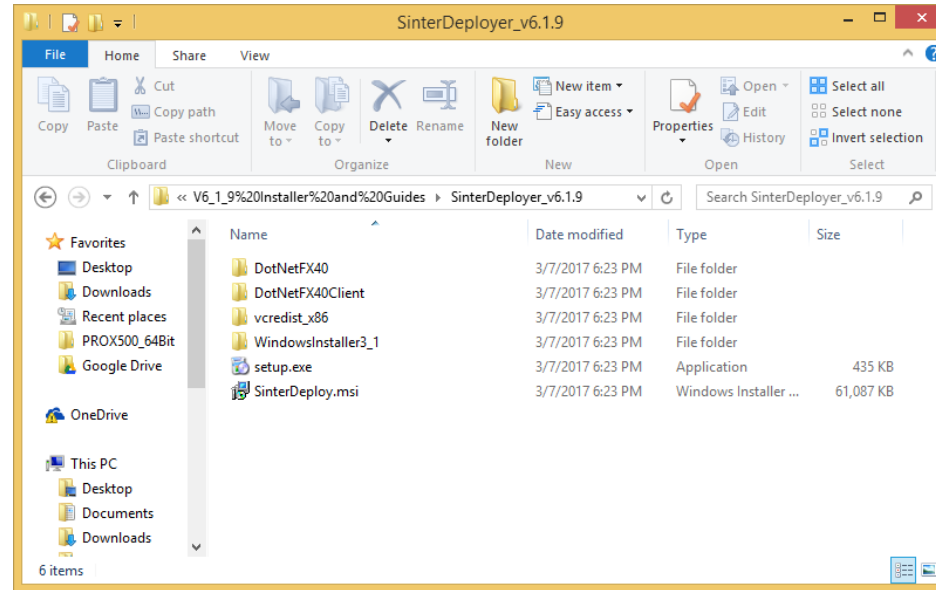 SinterDeployer_v6.1.9
File Home Share View
Copy
Paste
Cut
Copy path
Paste shortcut
Clipboard
Move to
Copy to
Delete
Rename
Organize
New folder
New item
Easy access
New
Properties
Open
Edit
History
Open
Select all
Select none
Invert selection
Select
« V6_1_9%20Installer%20and%20Guides SinterDeployer_v6.1.9
Search SinterDeployer_v6.1.9
Favorites
Desktop
Downloads
Recent places
PROX500_64Bit
Google Drive
OneDrive
This PC
Desktop
Documents
Downloads
Name Date modified Type Size
DotNetFX40 3/7/2017 6:23 PM File folder
DotNetFX40Client 3/7/2017 6:23 PM File folder
vcredist_x86 3/7/2017 6:23 PM File folder
WindowsInstaller3_1 3/7/2017 6:23 PM File folder
setup.exe 3/7/2017 6:23 PM Application 435 KB
SinterDeploy.msi 3/7/2017 6:23 PM Windows Installer ... 61,087 KB
6 items